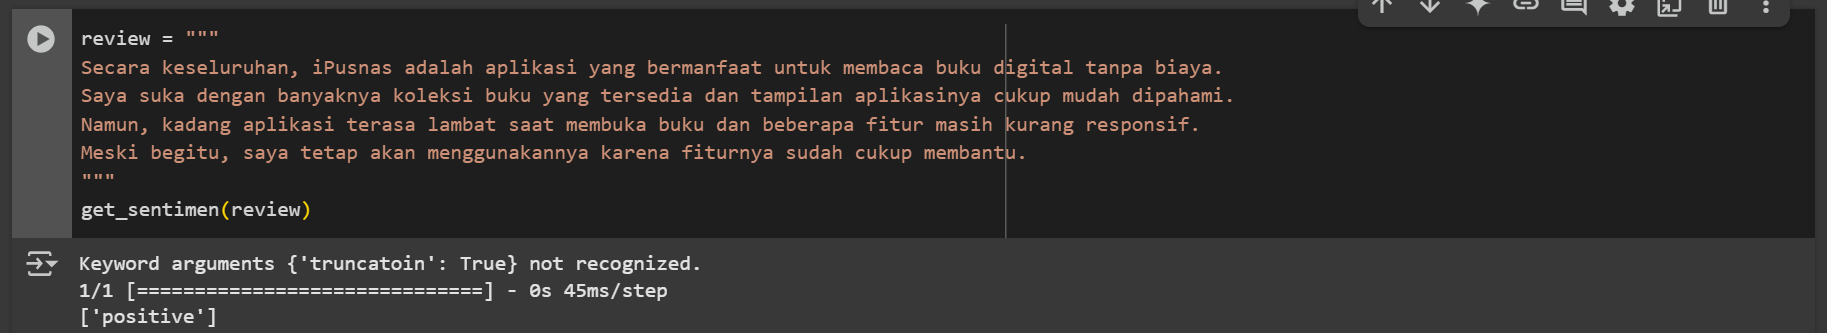 review = """
Secara keseluruhan, iPusnas adalah aplikasi yang bermanfaat untuk membaca buku digital tanpa biaya.
Saya suka dengan banyaknya koleksi buku yang tersedia dan tampilan aplikasinya cukup mudah dipahami.
Namun, kadang aplikasi terasa lambat saat membuka buku dan beberapa fitur masih kurang responsif.
Meski begitu, saya tetap akan menggunakannya karena fiturnya sudah cukup membantu.
"""
get_sentimen(review)
Keyword arguments {'truncatoin': True} not recognized.
1/1 [==============================] - 0s 45ms/step
['positive']